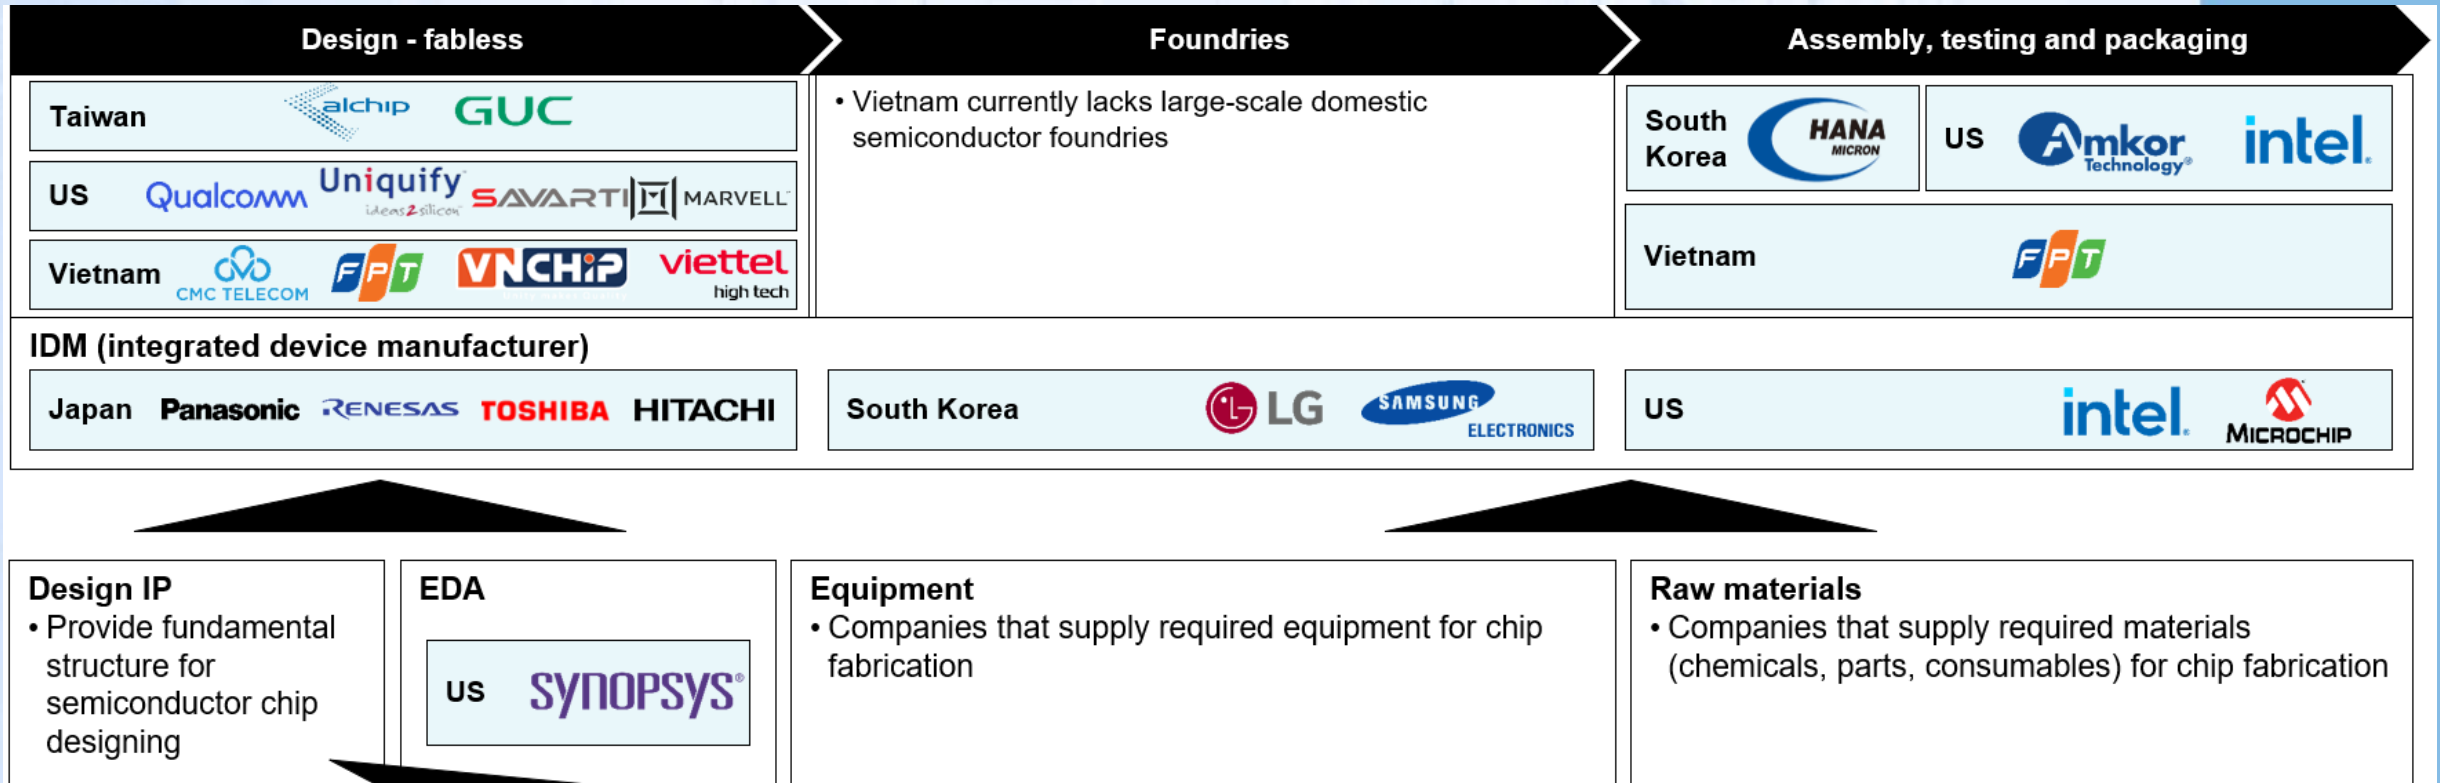 Design - fabless
Foundries
Assembly, testing and packaging
Taiwan
alchip
GUC
US
Qualcomm
Uniquify
ideas2silicon
SAVARTI
MARVELL
Vietnam
CMC TELECOM
FPT
VNCHiP
viettel
high tech
• Vietnam currently lacks large-scale domestic
semiconductor foundries
South
Korea
HANA
MICRON
US
Amkor
Technology®
intel.
Vietnam
FPT
IDM (integrated device manufacturer)
Japan
Panasonic
RENESAS
TOSHIBA
HITACHI
South Korea
LG
SAMSUNG
ELECTRONICS
US
intel.
MICROCHIP
Design IP
• Provide fundamental
structure for
semiconductor chip
designing
EDA
US
SYNOPSYS®
Equipment
• Companies that supply required equipment for chip
fabrication
Raw materials
• Companies that supply required materials
(chemicals, parts, consumables) for chip fabrication